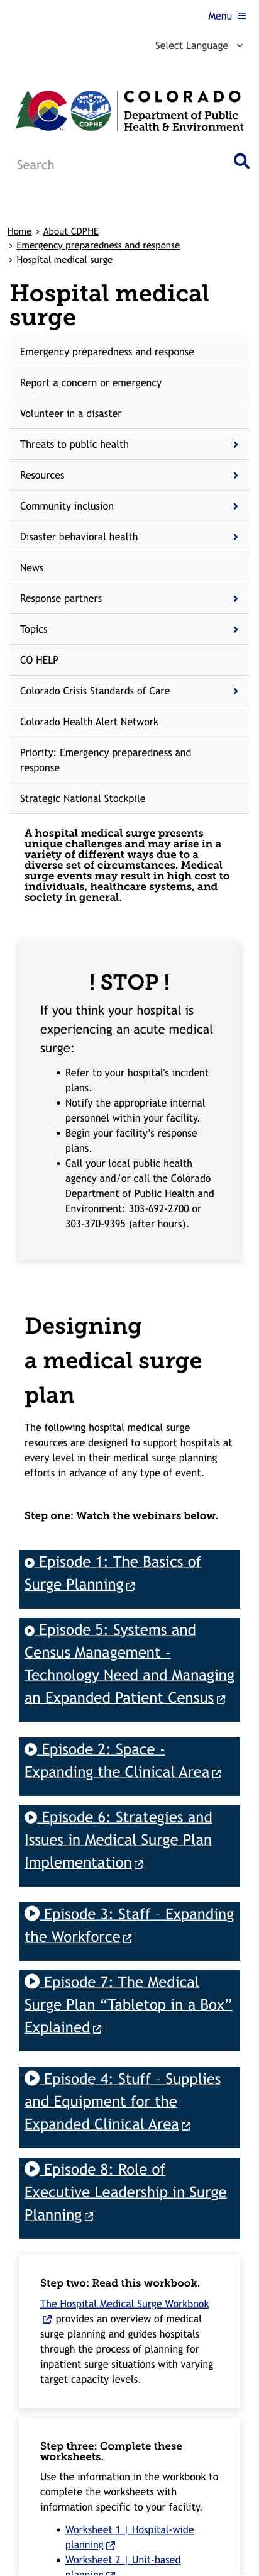 Menu
Select Language
COLORADO
Department of Public
Health & Environment
CDPHE
Search
Home › About CDPHE
› Emergency preparedness and response
› Hospital medical surge
Hospital medical
surge
Emergency preparedness and response
Report a concern or emergency
Volunteer in a disaster
Threats to public health
Resources
Community inclusion
Disaster behavioral health
News
Response partners
Topics
CO HELP
Colorado Crisis Standards of Care
Colorado Health Alert Network
Priority: Emergency preparedness and
response
Strategic National Stockpile
A hospital medical surge presents
unique challenges and may arise in a
variety of different ways due to a
diverse set of circumstances. Medical
surge events may result in high cost to
individuals, healthcare systems, and
society in general.
! STOP !
If you think your hospital is
experiencing an acute medical
surge:
• Refer to your hospital's incident
plans.
• Notify the appropriate internal
personnel within your facility.
• Begin your facility’s response
plans.
• Call your local public health
agency and/or call the Colorado
Department of Public Health and
Environment: 303-692-2700 or
303-370-9395 (after hours).
Designing
a medical surge
plan
The following hospital medical surge
resources are designed to support hospitals at
every level in their medical surge planning
efforts in advance of any type of event.
Step one: Watch the webinars below.
Episode 1: The Basics of
Surge Planning
Episode 5: Systems and
Census Management -
Technology Need and Managing
an Expanded Patient Census
Episode 2: Space -
Expanding the Clinical Area
Episode 6: Strategies and
Issues in Medical Surge Plan
Implementation
Episode 3: Staff – Expanding
the Workforce
Episode 7: The Medical
Surge Plan “Tabletop in a Box”
Explained
Episode 4: Stuff – Supplies
and Equipment for the
Expanded Clinical Area
Episode 8: Role of
Executive Leadership in Surge
Planning
Step two: Read this workbook.
The Hospital Medical Surge Workbook
provides an overview of medical
surge planning and guides hospitals
through the process of planning for
inpatient surge situations with varying
target capacity levels.
Step three: Complete these
worksheets.
Use the information in the workbook to
complete the worksheets with
information specific to your facility.
• Worksheet 1 | Hospital-wide
planning
• Worksheet 2 | Unit-based
planning